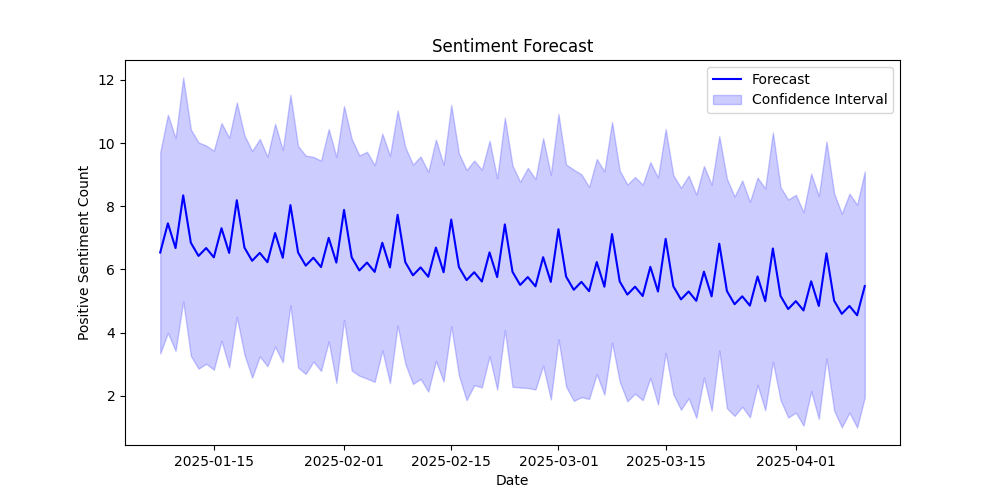 Sentiment Forecast
Forecast
Confidence Interval
Positive Sentiment Count
12
10
8
6
4
2
2025-01-15
2025-02-01
2025-02-15
2025-03-01
2025-03-15
2025-04-01
Date